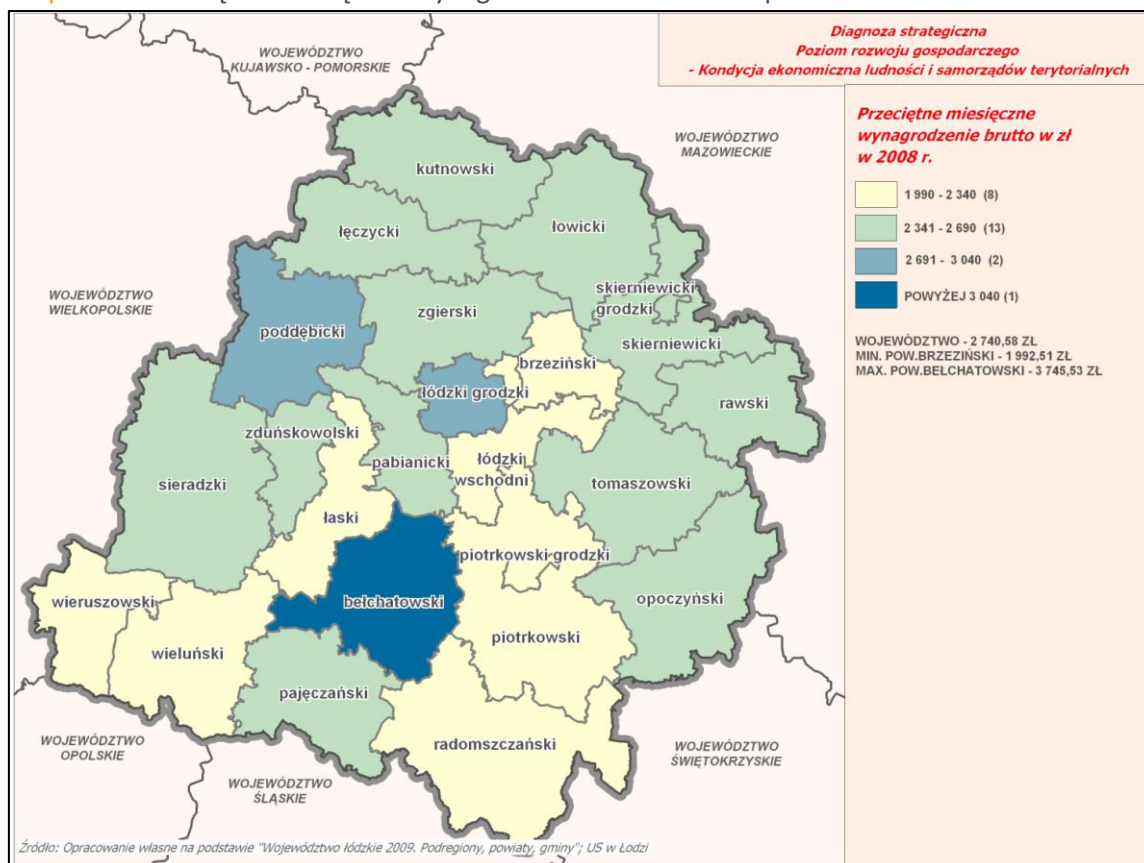 Diagnoza strategiczna
Poziom rozwoju gospodarczego
- Kondycja ekonomiczna ludności i samorządów terytorialnych
Przeciętne miesięczne
wynagrodzenie brutto w zł
w 2008 r.
1 990 - 2 340 (8)
2 341 - 2 690 (13)
2 691 - 3 040 (2)
POWYŻEJ 3 040 (1)
WOJEWÓDZTWO - 2 740,58 ZŁ
MIN. POW.BRZEZIŃSKI - 1 992,51 ZŁ
MAX. POW.BEŁCHATOWSKI - 3 745,53 ZŁ
WOJEWÓDZTWO
KUJAWSKO - POMORSKIE
WOJEWÓDZTWO
MAZOWIECKIE
WOJEWÓDZTWO
WIELKOPOLSKIE
kutnowski
łęczycki
łowicki
skierniewicki
grodzki
zgierski
poddębicki
skierniewicki
brzeziński
łódzki grodzki
rawski
zduńskowolski
pabianicki
łódzki
wschodni
sieradzki
tomaszowski
łaski
piotrkowski grodzki
wieruszowski
bełchatowski
opoczyński
wieluński
piotrkowski
pajęczański
radomszczański
WOJEWÓDZTWO
OPOLSKIE
WOJEWÓDZTWO
ŚLĄSKIE
WOJEWÓDZTWO
ŚWIĘTOKRZYSKIE
Źródło: Opracowanie własne na podstawie "Województwo łódzkie 2009. Podregiony, powiaty, gminy"; US w Łodzi